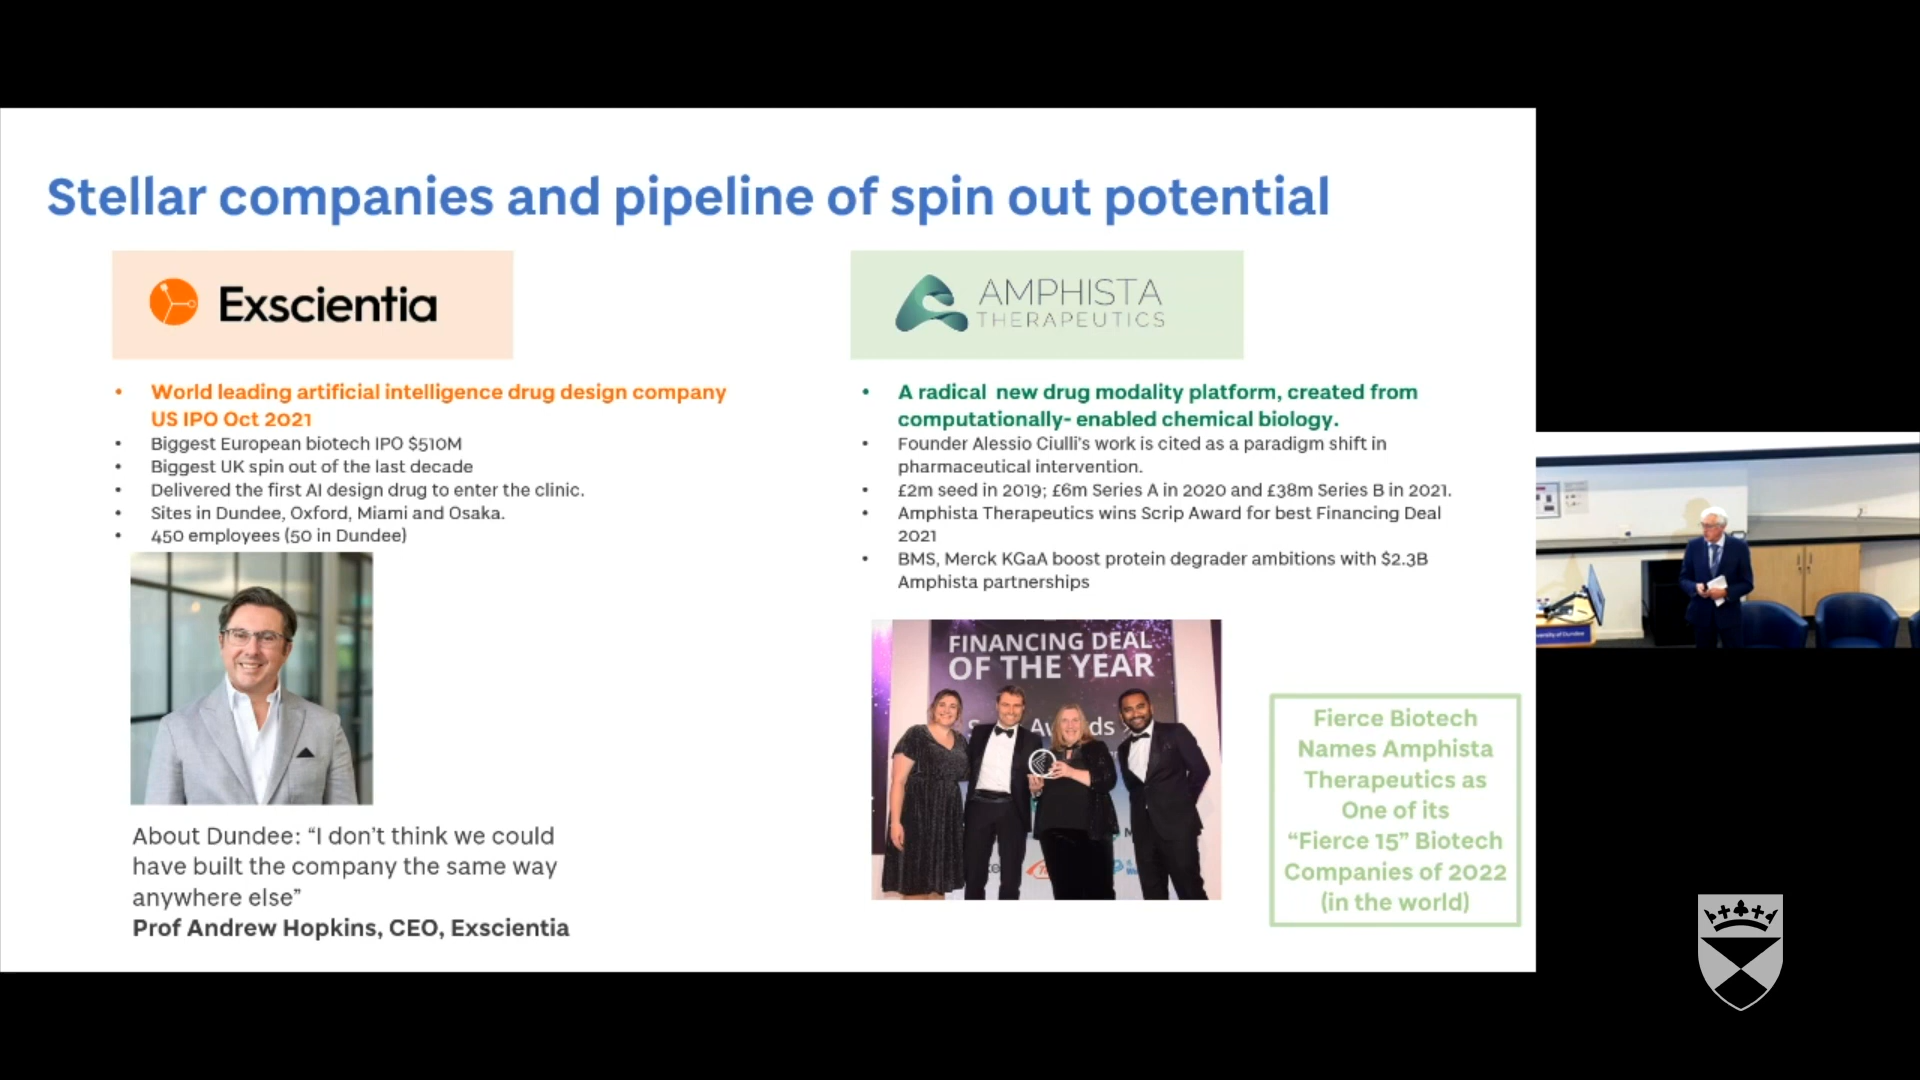 Stellar companies and pipeline of spin out potential
Exscientia
• World leading artificial intelligence drug design company
US IPO Oct 2021
• Biggest European biotech IPO $510M
• Biggest UK spin out of the last decade
• Delivered the first AI design drug to enter the clinic.
• Sites in Dundee, Oxford, Miami and Osaka.
• 450 employees (50 in Dundee)
About Dundee: “I don’t think we could
have built the company the same way
anywhere else”
Prof Andrew Hopkins, CEO, Exscientia
AMPHISTA
THERAPEUTICS
• A radical  new drug modality platform, created from
computationally- enabled chemical biology.
• Founder Alessio Ciulli’s work is cited as a paradigm shift in
pharmaceutical intervention.
• £2m seed in 2019; £6m Series A in 2020 and £38m Series B in 2021.
• Amphista Therapeutics wins Scrip Award for best Financing Deal
2021
• BMS, Merck KGaA boost protein degrader ambitions with $2.3B
Amphista partnerships
FINANCING DEAL
OF THE YEAR
Fierce Biotech
Names Amphista
Therapeutics as
One of its
“Fierce 15” Biotech
Companies of 2022
(in the world)
of Dundee